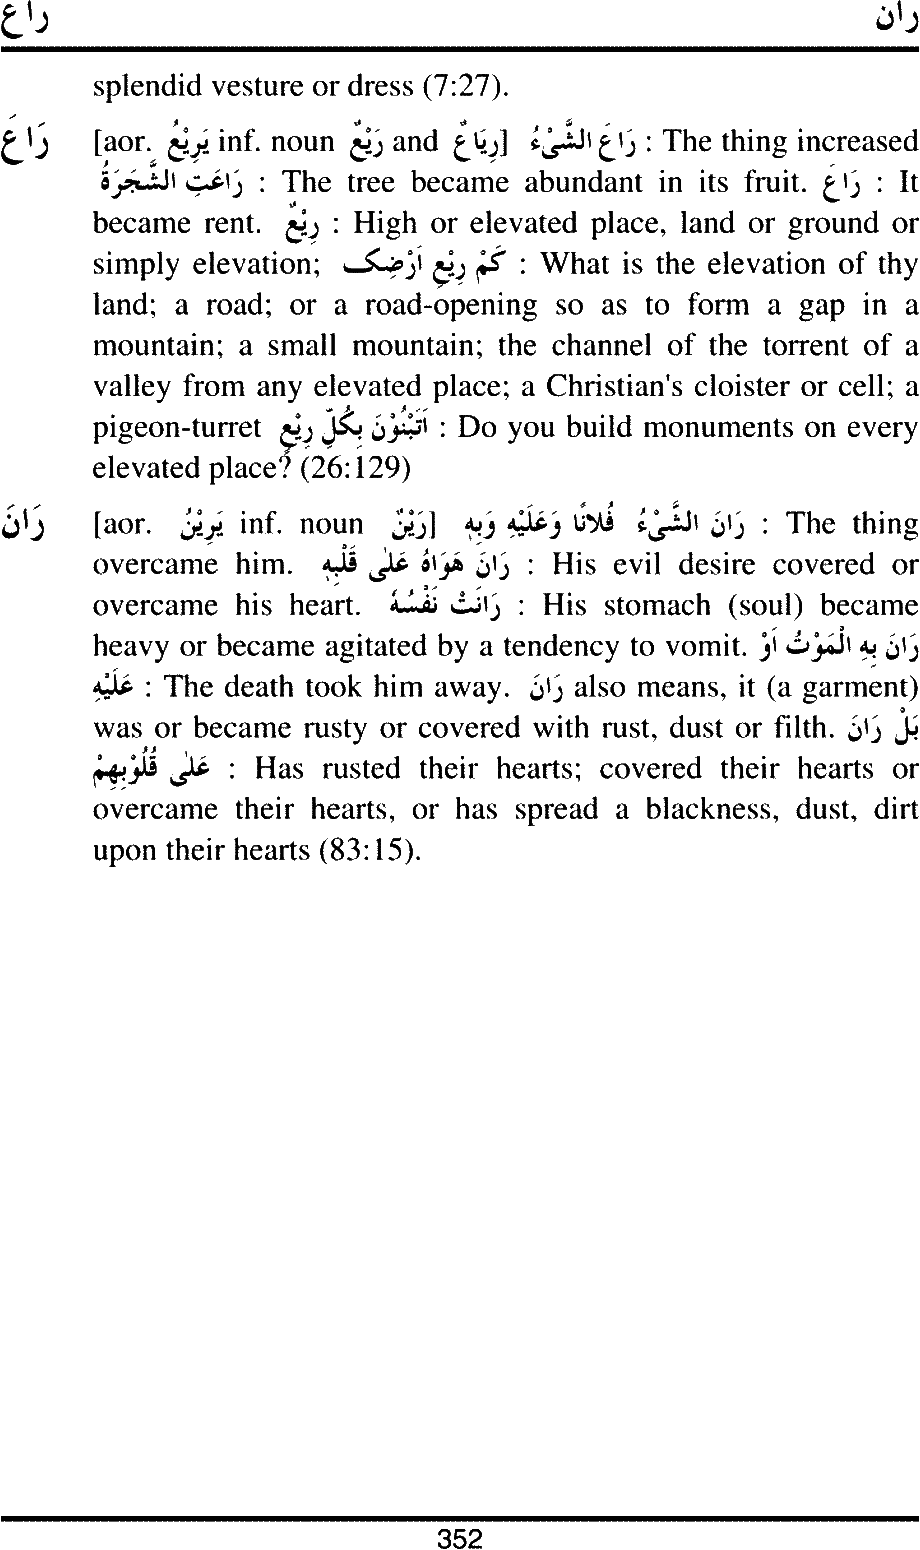 راع ران
splendid vesture or dress (7:27).
رَاعَ [aor. يَرِيْعُ inf. noun رَيْعٌ and رِيَاعٌ] رَاعَ الشَّىْءُ : The thing increased
رَاعَتِ الشَّجَرَةُ : The tree became abundant in its fruit. رَاعَ : It
became rent. رِيْعٌ : High or elevated place, land or ground or
simply elevation; كَمْ رِيْعِ اَرْضِک : What is the elevation of thy
land; a road; or a road-opening so as to form a gap in a
mountain; a small mountain; the channel of the torrent of a
valley from any elevated place; a Christian's cloister or cell; a
pigeon-turret اَتَبْنُوْنَ بِكُلِّ رِيْعٍ : Do you build monuments on every
elevated place? (26:129)
رَانَ [aor. يَرِيْنُ inf. noun رَيْنٌ] رَانَ الشَّىْءُ فُلَانًا وَعَلَيْهِ وَبِهٖ : The thing
overcame him. رَانَ هَوَاهُ عَلٰى قَلْبِهٖ : His evil desire covered or
overcame his heart. رَانَتْ نَفْسُهٗ : His stomach (soul) became
heavy or became agitated by a tendency to vomit. رَانَ بِهِ الْمَوْتُ اَوْ
عَلَيْهِ : The death took him away. رَانَ also means, it (a garment)
was or became rusty or covered with rust, dust or filth. بَلْ رَانَ
عَلٰى قُلُوْبِهِمْ : Has rusted their hearts; covered their hearts or
overcame their hearts, or has spread a blackness, dust, dirt
upon their hearts (83:15).
352